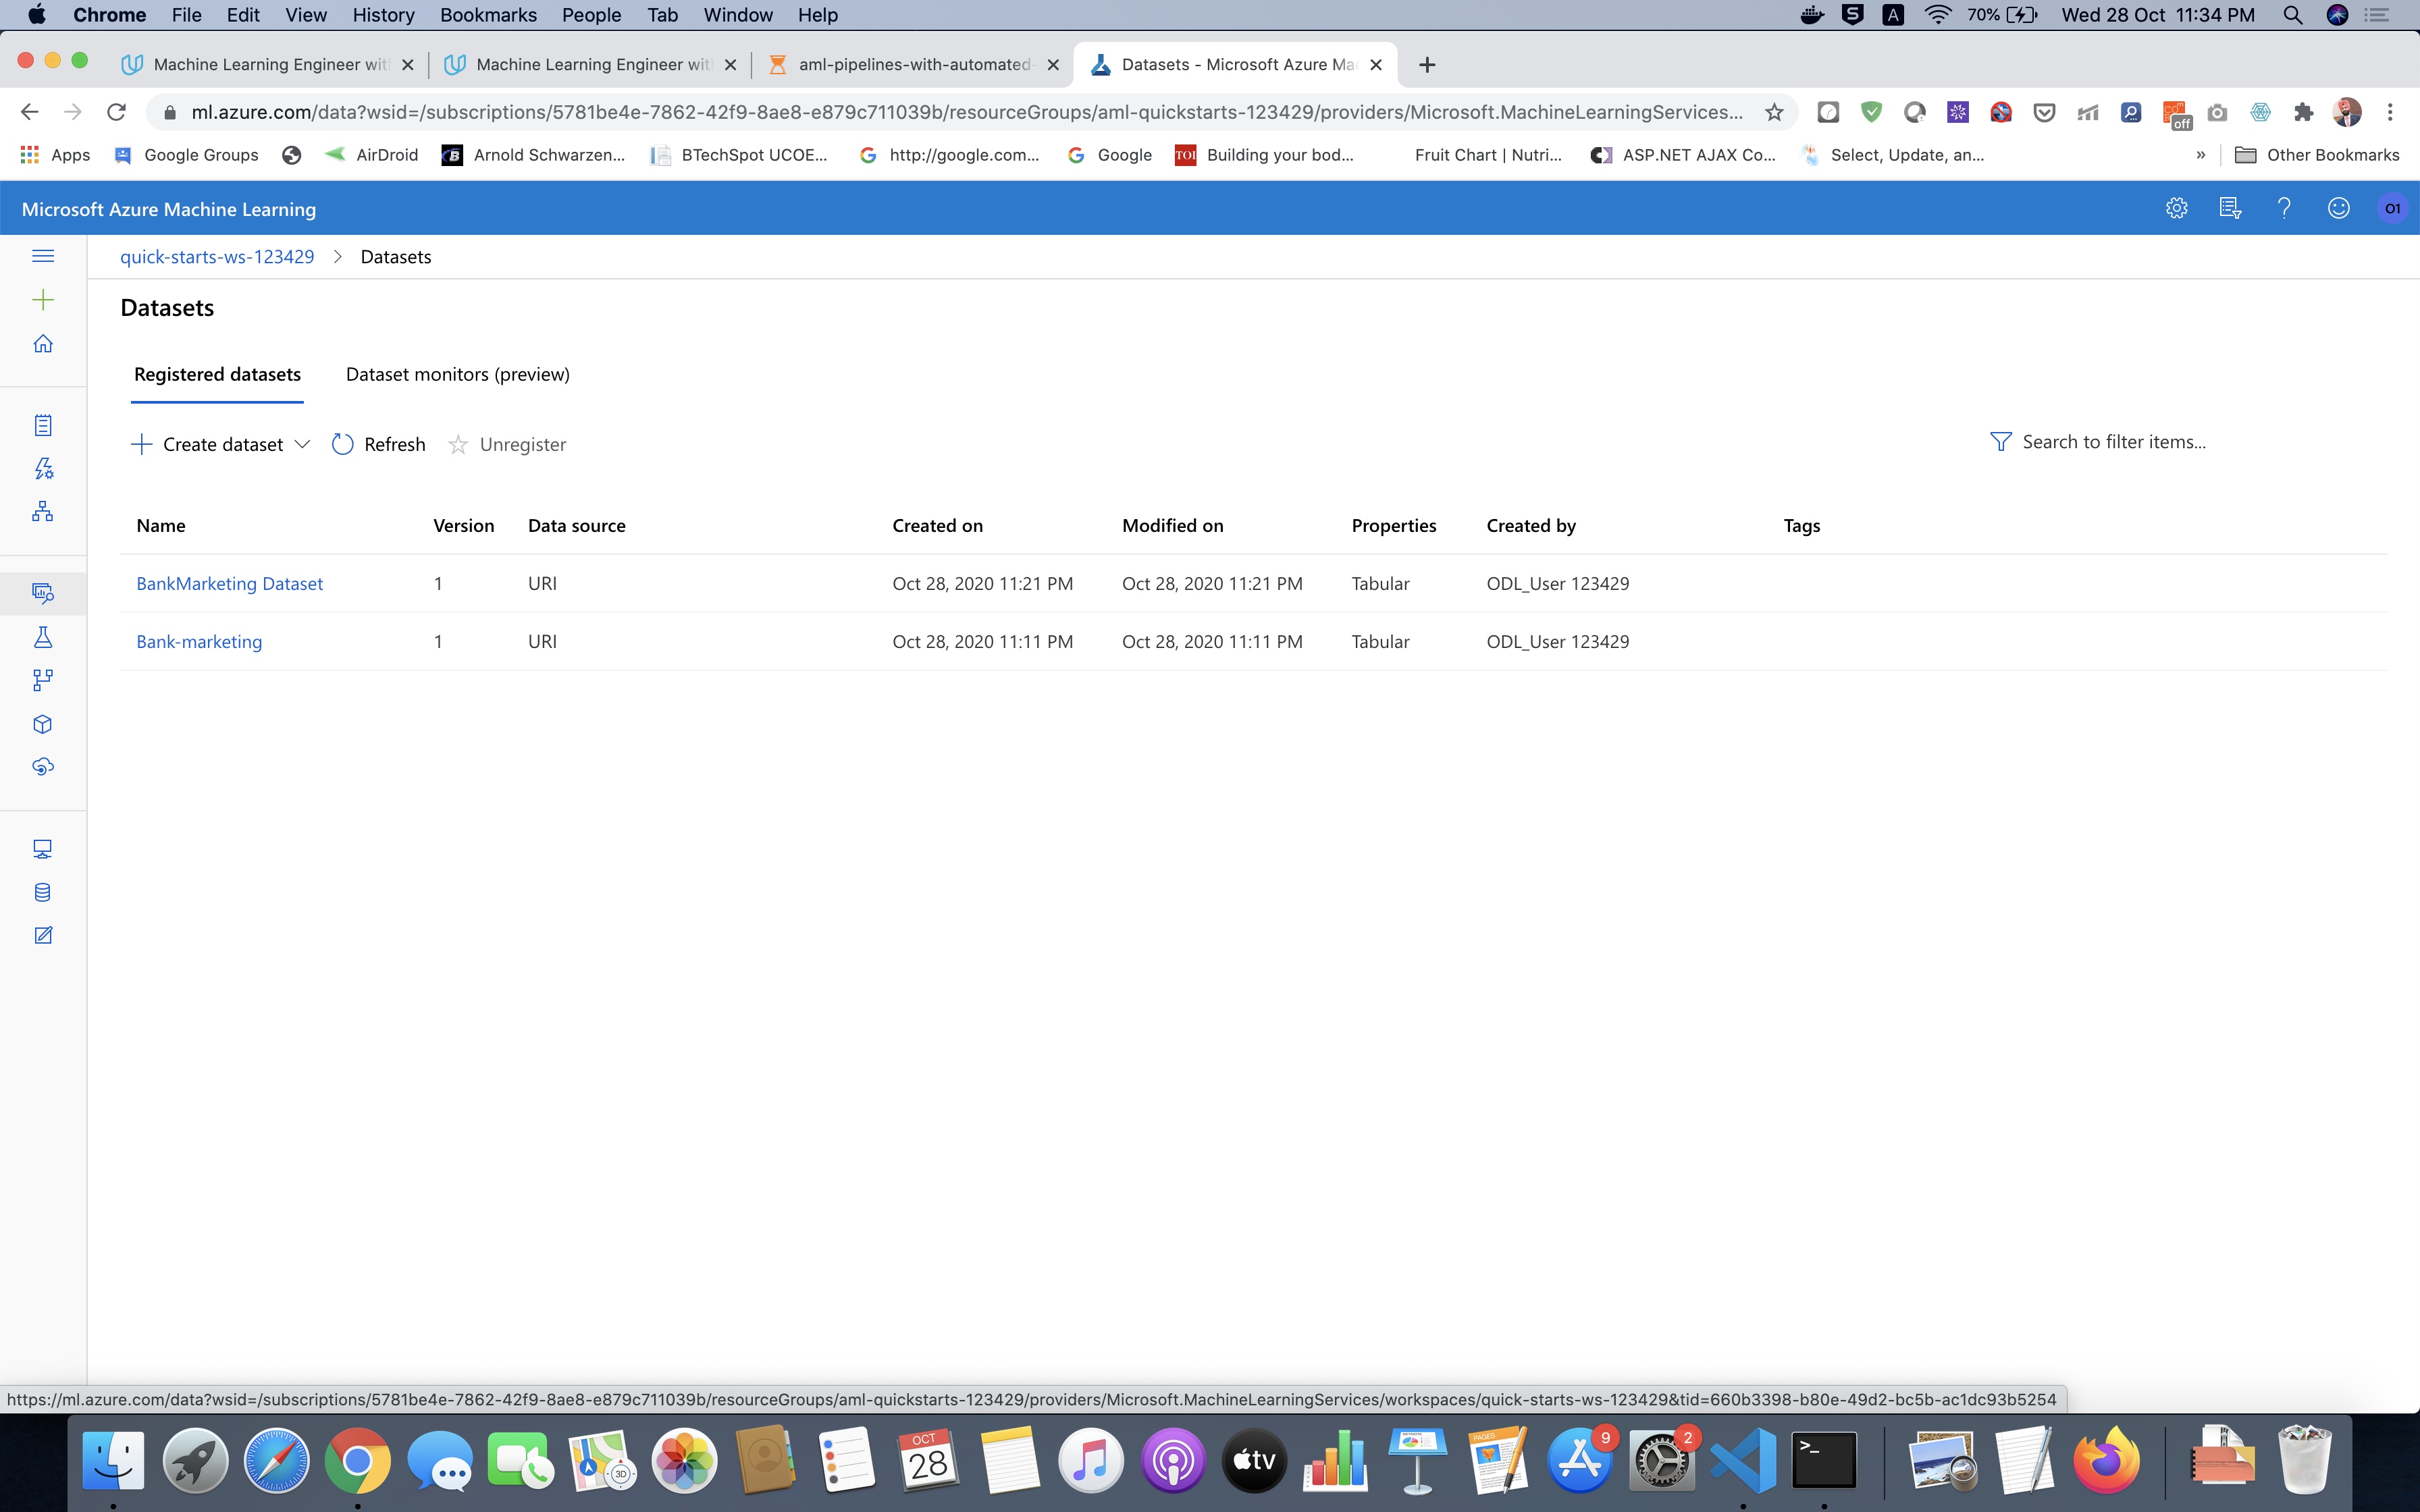 Chrome File Edit View History Bookmarks People Tab Window Help 70% Wed 28 Oct 11:34 PM
Machine Learning Engineer wit Machine Learning Engineer wit aml-pipelines-with-automated- Datasets - Microsoft Azure Ma
ml.azure.com/data?wsid=/subscriptions/5781be4e-7862-42f9-8ae8-e879c711039b/resourceGroups/aml-quickstarts-123429/providers/Microsoft.MachineLearningServices... off
Apps Google Groups AirDroid Arnold Schwarzen... BTechSpot UCOE... http://google.com... Google TOI Building your bod... Fruit Chart | Nutri... ASP.NET AJAX Co... Select, Update, an... » Other Bookmarks
Microsoft Azure Machine Learning O1
quick-starts-ws-123429 > Datasets
Datasets
Registered datasets Dataset monitors (preview)
Create dataset Refresh Unregister Search to filter items...
Name Version Data source Created on Modified on Properties Created by Tags
BankMarketing Dataset 1 URI Oct 28, 2020 11:21 PM Oct 28, 2020 11:21 PM Tabular ODL_User 123429
Bank-marketing 1 URI Oct 28, 2020 11:11 PM Oct 28, 2020 11:11 PM Tabular ODL_User 123429
https://ml.azure.com/data?wsid=/subscriptions/5781be4e-7862-42f9-8ae8-e879c711039b/resourceGroups/aml-quickstarts-123429/providers/Microsoft.MachineLearningServices/workspaces/quick-starts-ws-123429&tid=660b3398-b80e-49d2-bc5b-ac1dc93b5254
3D OCT 28 tv PAGES 9 2 >_